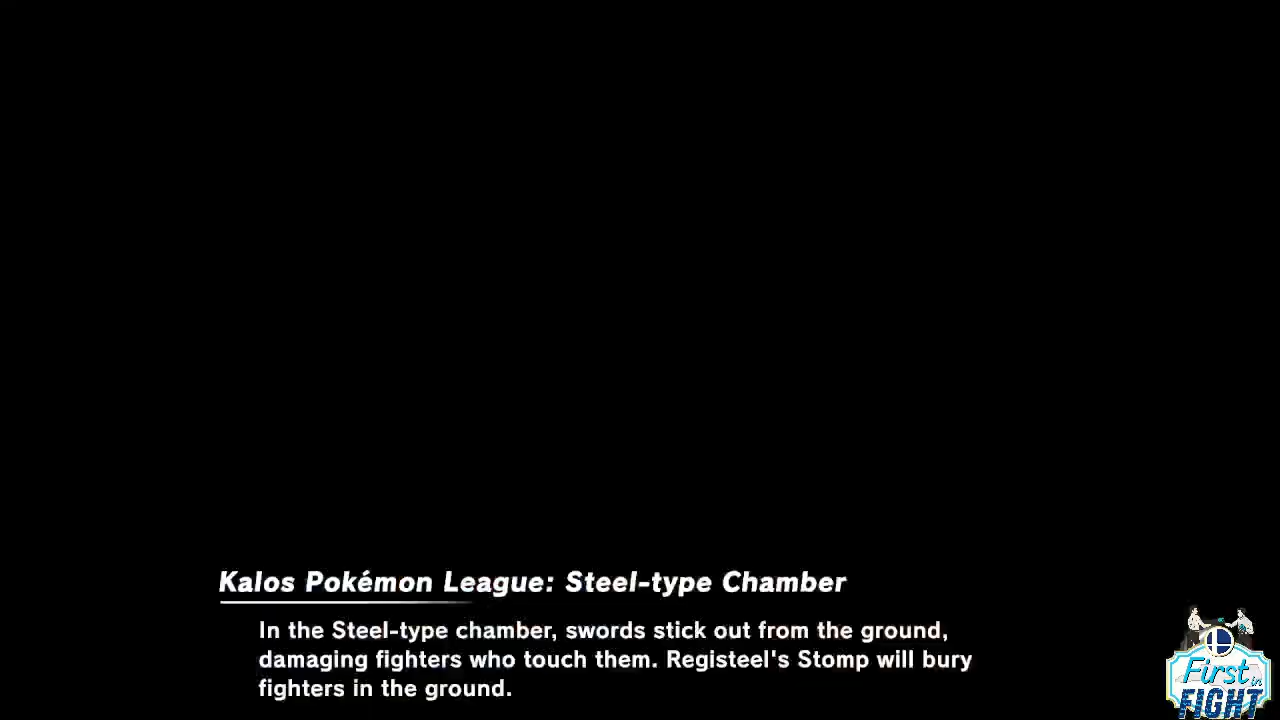 Kalos Pokémon League: Steel-type Chamber
In the Steel-type chamber, swords stick out from the ground,
damaging fighters who touch them. Registeel's Stomp will bury
fighters in the ground.
First in
FIGHT